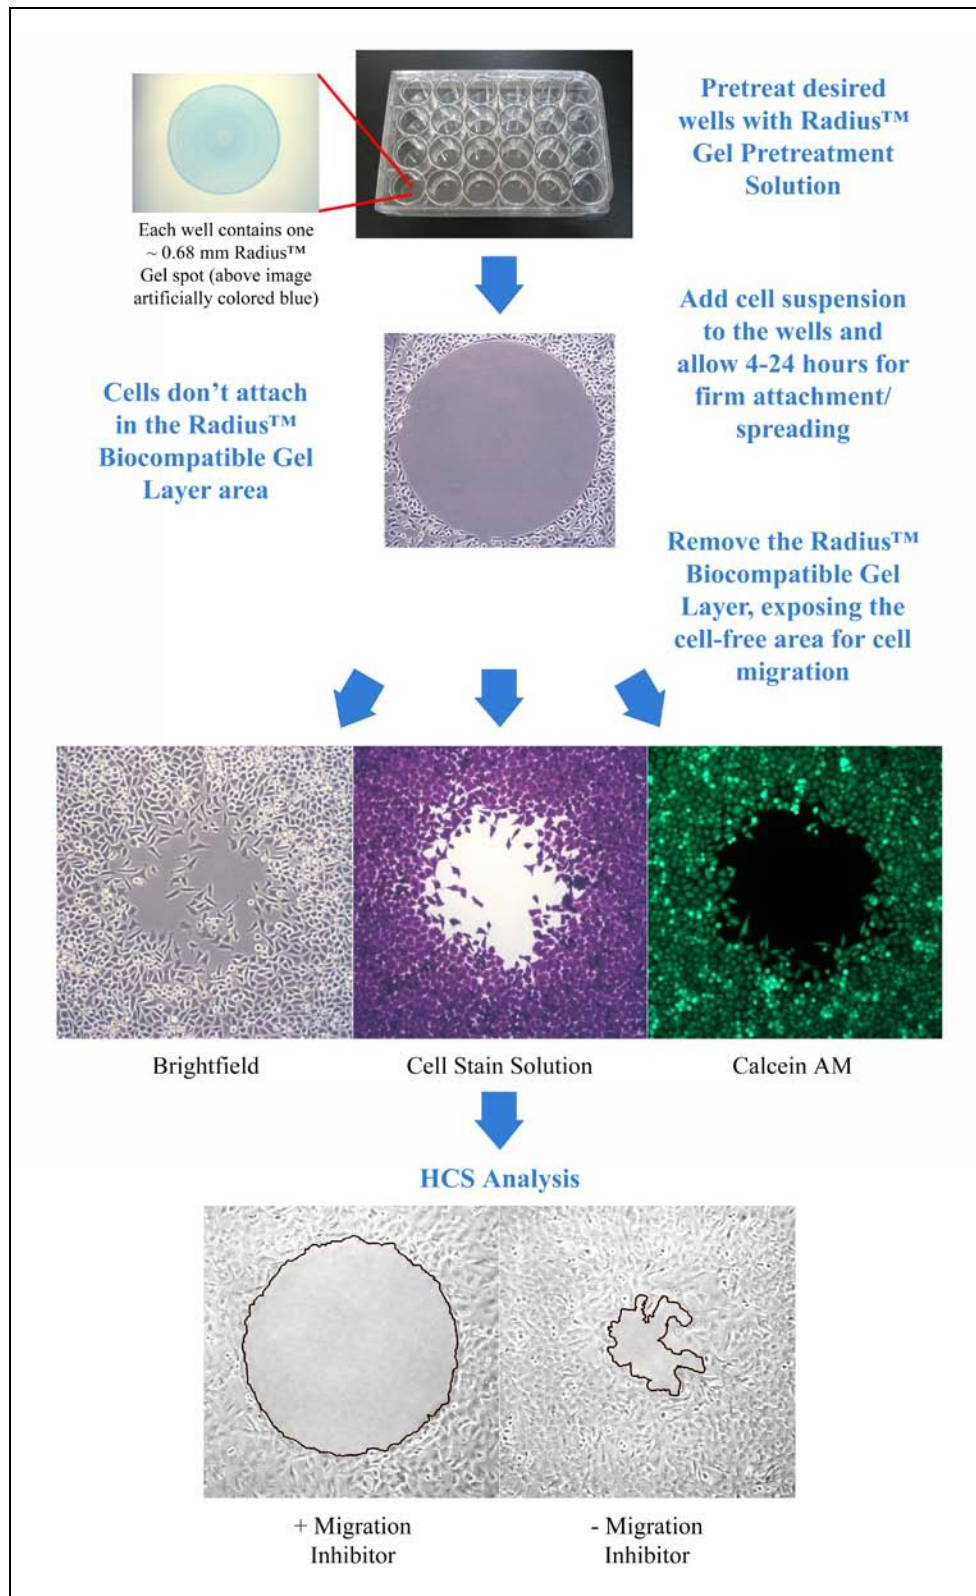 Pretreat desired
wells with Radius™
Gel Pretreatment
Solution
Each well contains one
~ 0.68 mm Radius™
Gel spot (above image
artificially colored blue)
Add cell suspension
to the wells and
allow 4-24 hours for
firm attachment/
spreading
Cells don’t attach
in the Radius™
Biocompatible Gel
Layer area
Remove the Radius™
Biocompatible Gel
Layer, exposing the
cell-free area for cell
migration
Brightfield
Cell Stain Solution
Calcein AM
HCS Analysis
+ Migration
Inhibitor
- Migration
Inhibitor